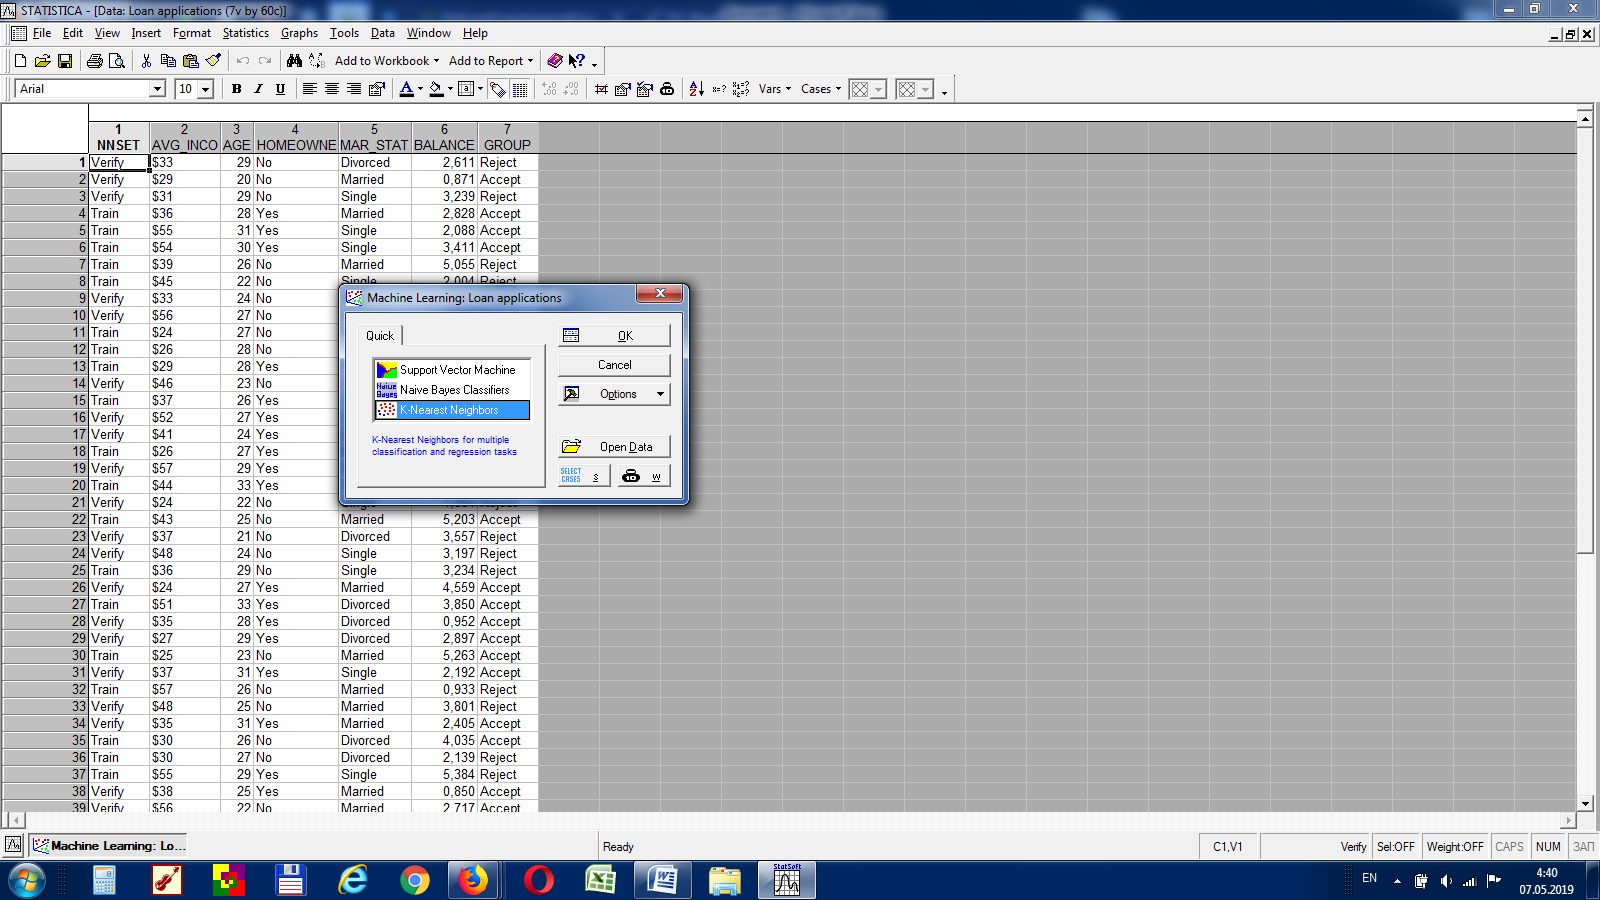 STATISTICA - [Data: Loan applications (7v by 60c)]
File Edit View Insert Format Statistics Graphs Tools Data Window Help
Add to Workbook Add to Report
Arial 10 B I U A Vars Cases
1 2 3 4 5 6 7
NNSET AVG_INCO AGE HOMEOWNE MAR_STAT BALANCE GROUP
1 Verify $33 29 No Divorced 2,611 Reject
2 Verify $29 20 No Married 0,871 Accept
3 Verify $31 29 No Single 3,239 Reject
4 Train $36 28 Yes Married 2,828 Accept
5 Train $55 31 Yes Single 2,088 Accept
6 Train $54 30 Yes Single 3,411 Accept
7 Train $39 26 No Married 5,055 Reject
8 Train $45 22 No Single 2,004 Reject
9 Verify $33 24 No
10 Verify $56 27 No
11 Train $24 27 No
12 Train $26 28 No
13 Train $29 28 Yes
14 Verify $46 23 No
15 Train $37 26 Yes
16 Verify $52 27 Yes
17 Verify $41 24 Yes
18 Train $26 27 Yes
19 Verify $57 29 Yes
20 Train $44 33 Yes
21 Verify $24 22 No
22 Train $43 25 No Married 5,203 Accept
23 Verify $37 21 No Divorced 3,557 Reject
24 Verify $48 24 No Single 3,197 Reject
25 Train $36 29 No Single 3,234 Reject
26 Verify $24 27 Yes Married 4,559 Accept
27 Train $51 33 Yes Divorced 3,850 Accept
28 Verify $35 28 Yes Divorced 0,952 Accept
29 Verify $27 29 Yes Divorced 2,897 Accept
30 Train $25 23 No Married 5,263 Accept
31 Verify $37 31 Yes Single 2,192 Accept
32 Train $57 26 No Married 0,933 Reject
33 Verify $48 25 No Married 3,801 Reject
34 Verify $35 31 Yes Married 2,405 Accept
35 Train $30 26 No Divorced 4,035 Accept
36 Train $30 27 No Divorced 2,139 Reject
37 Train $55 29 Yes Single 5,384 Reject
38 Verify $38 25 Yes Married 0,850 Accept
39 Verify $56 22 No Married 2,717 Accept
Machine Learning: Loan applications
Quick
Support Vector Machine
Naive Bayes Naive Bayes Classifiers
K-Nearest Neighbors
K-Nearest Neighbors for multiple
classification and regression tasks
OK
Cancel
Options
Open Data
SELECT CASES S W
Machine Learning: Lo... Ready C1,V1 Verify Sel:OFF Weight:OFF CAPS NUM ЗАП
StatSoft
EN 4:40
07.05.2019